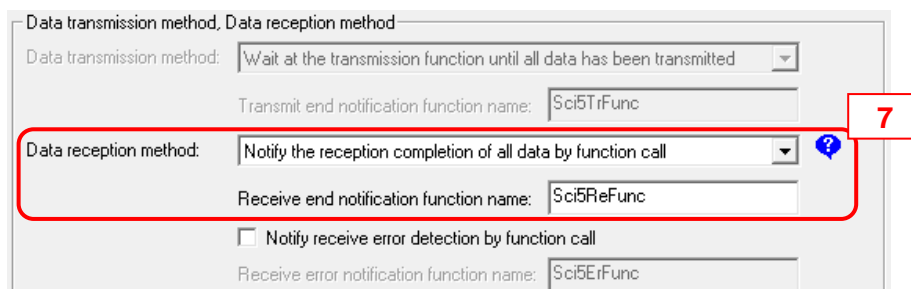 Data transmission method, Data reception method
Data transmission method: Wait at the transmission function until all data has been transmitted
Transmit end notification function name: Sci5TrFunc
7
Data reception method: Notify the reception completion of all data by function call ?
Receive end notification function name: Sci5ReFunc
Notify receive error detection by function call
Receive error notification function name: Sci5ErFunc